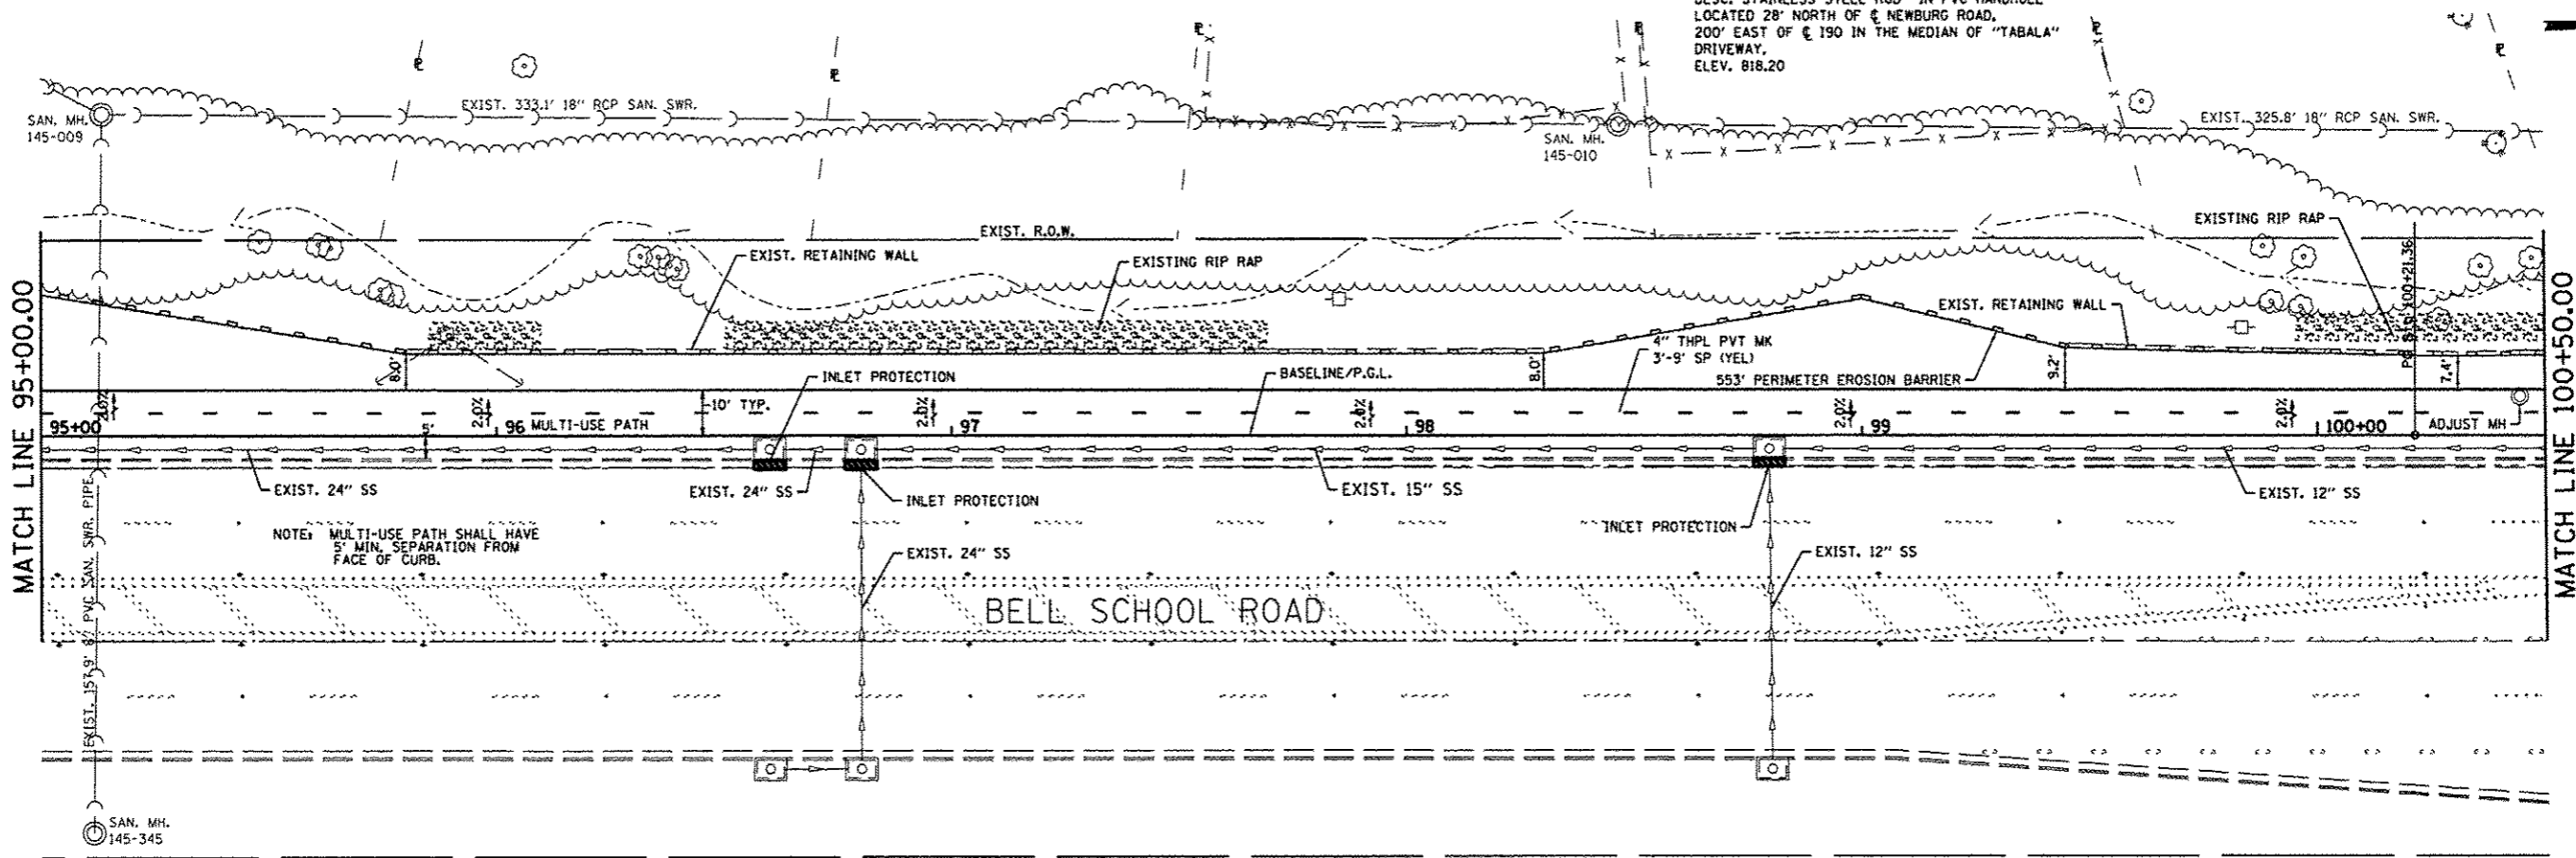 LOCATED 28' NORTH OF ℄ NEWBURG ROAD,
200' EAST OF ℄ I90 IN THE MEDIAN OF "TABALA"
DRIVEWAY.
ELEV. 818.20
SAN. MH.
145-009
EXIST. 333.1' 18" RCP SAN. SWR.
SAN. MH.
145-010
EXIST. 325.8' 18" RCP SAN. SWR.
EXIST. R.O.W.
EXIST. RETAINING WALL
EXISTING RIP RAP
EXISTING RIP RAP
EXIST. RETAINING WALL
100+21.36
MATCH LINE 95+00.00
MATCH LINE 100+50.00
8.0'
8.0'
9.2'
7.4'
4" THPL PVT MK
3'-9' SP (YEL)
553' PERIMETER EROSION BARRIER
INLET PROTECTION
BASELINE/P.G.L.
10' TYP.
2.0%
2.0%
2.0%
2.0%
2.0%
2.0%
95+00
96
MULTI-USE PATH
97
98
99
100+00
ADJUST MH
5'
EXIST. 24" SS
EXIST. 24" SS
INLET PROTECTION
EXIST. 15" SS
INLET PROTECTION
EXIST. 12" SS
NOTE: MULTI-USE PATH SHALL HAVE
5' MIN. SEPARATION FROM
FACE OF CURB.
EXIST. 24" SS
EXIST. 12" SS
BELL SCHOOL ROAD
EXIST. 157.9' 8" PVC SAN. SWR. PIPE
SAN. MH.
145-345